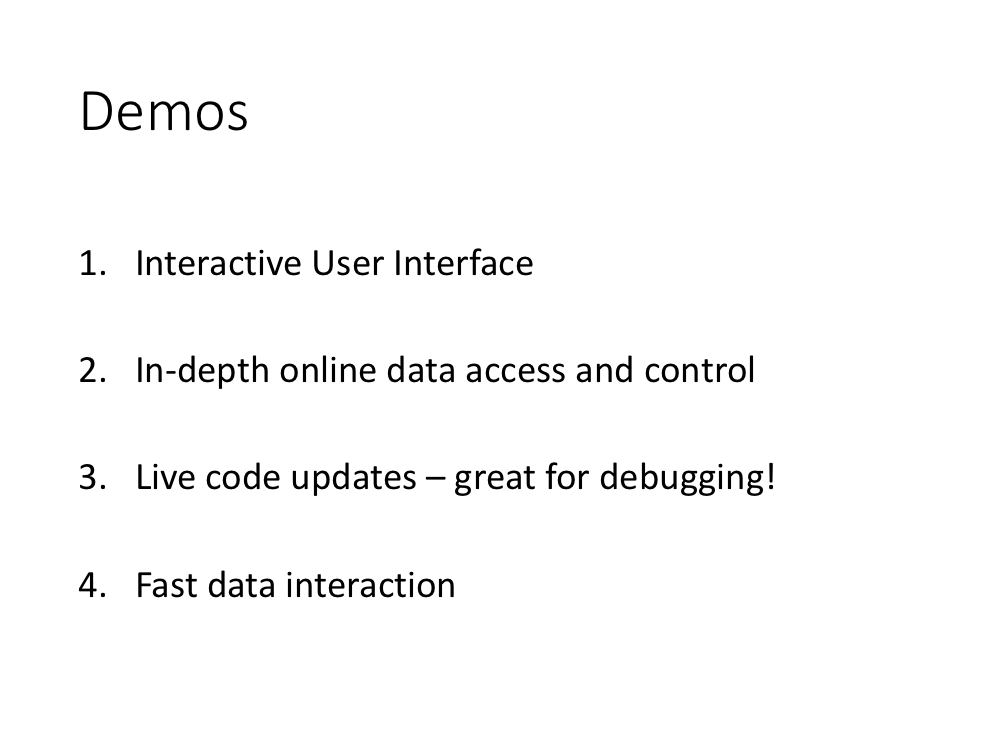 Demos
1. Interactive User Interface
2. In-depth online data access and control
3. Live code updates – great for debugging!
4. Fast data interaction